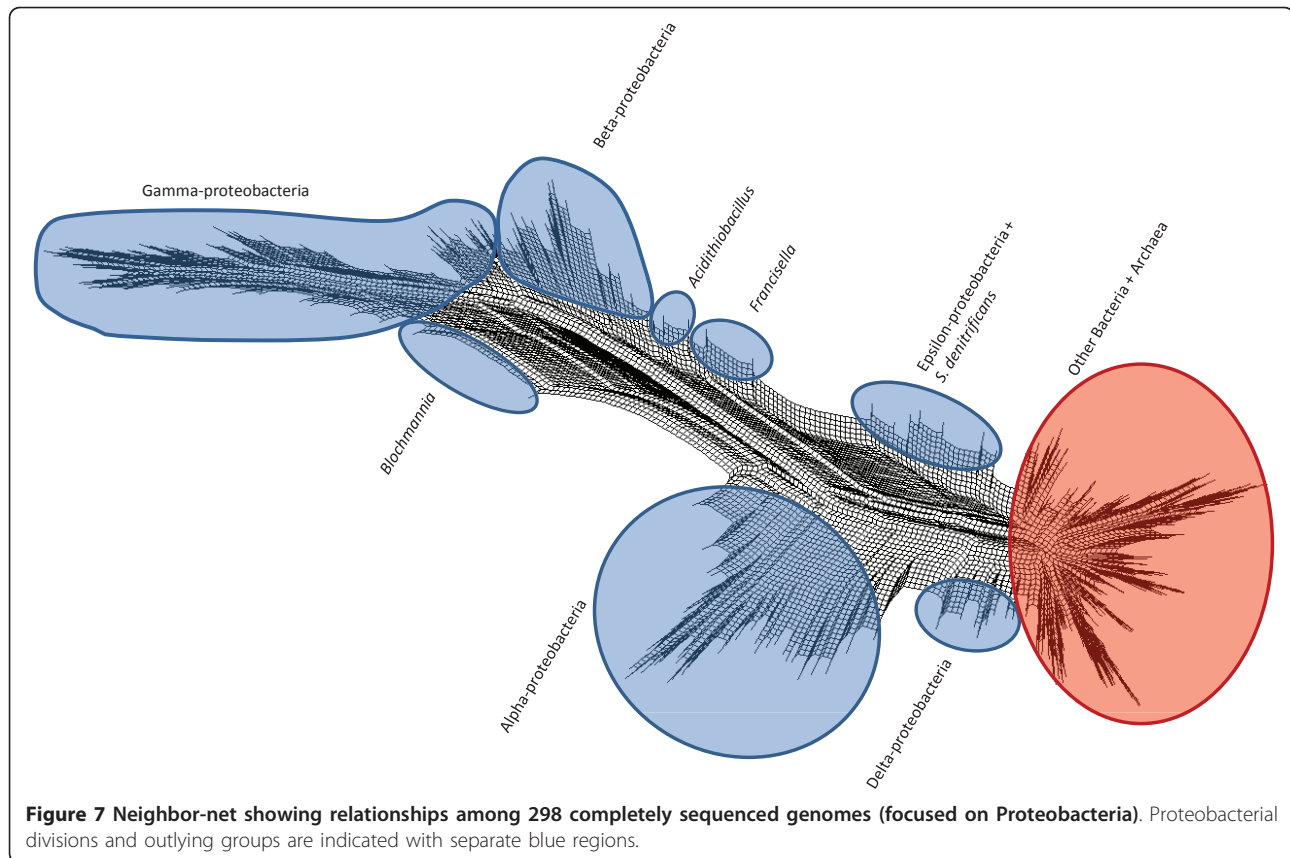 Beta-proteobacteria
Gamma-proteobacteria
Acidithiobacillus
Francisella
Epsilon-proteobacteria +
S. denitrificans
Other Bacteria + Archaea
Blochmannia
Alpha-proteobacteria
Delta-proteobacteria
Figure 7 Neighbor-net showing relationships among 298 completely sequenced genomes (focused on Proteobacteria). Proteobacterial
divisions and outlying groups are indicated with separate blue regions.